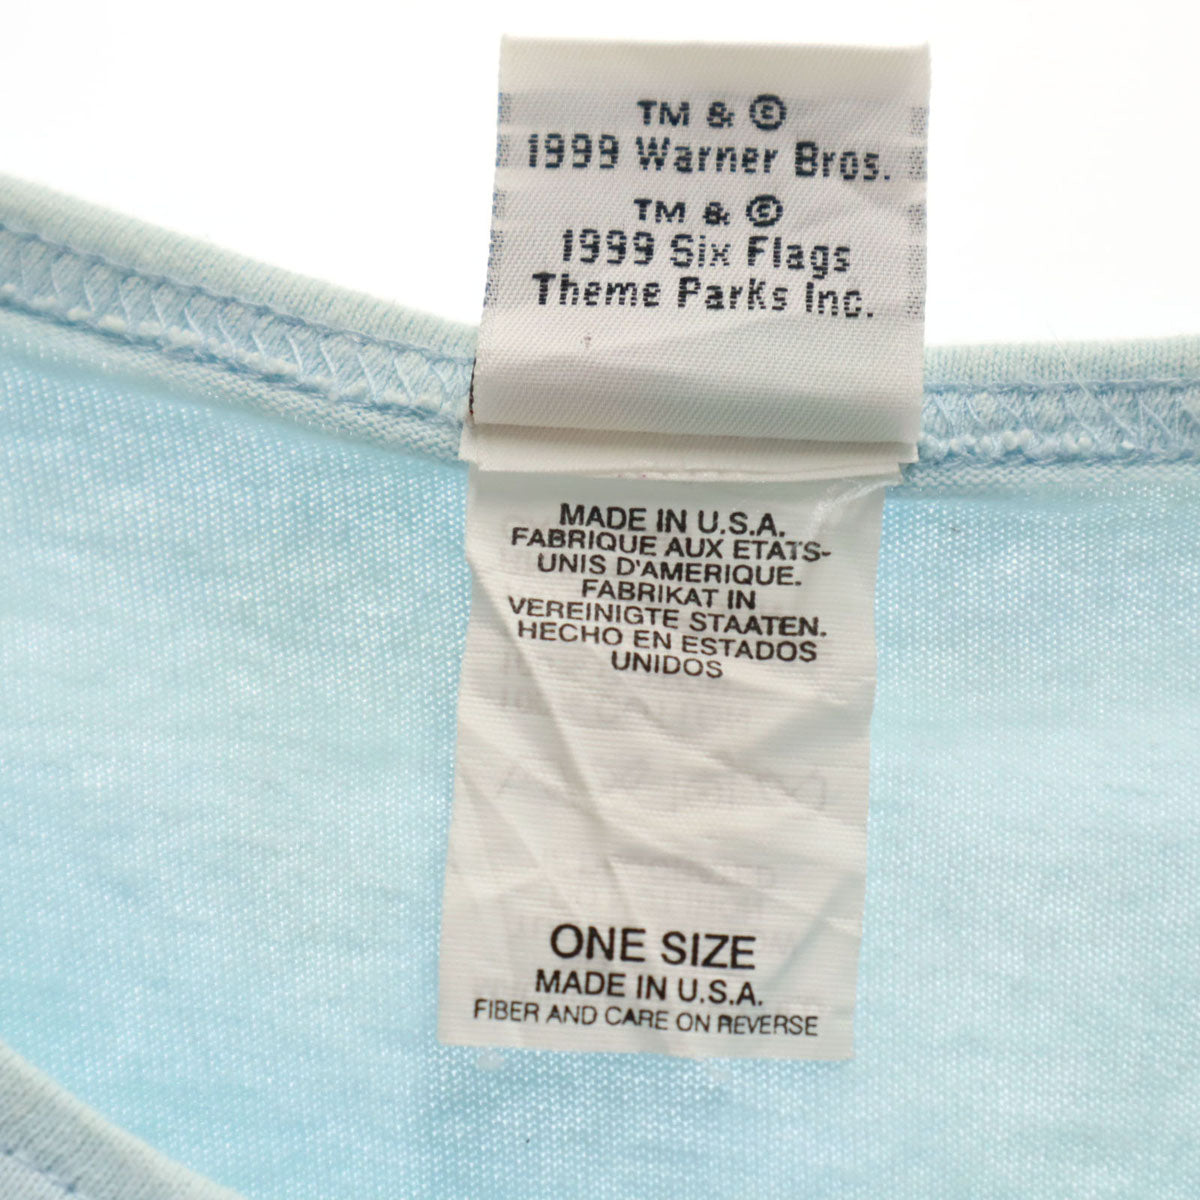 TM & ©
1999 Warner Bros.
TM & ©
1999 Six Flags
Theme Parks Inc.
MADE IN U.S.A.
FABRIQUE AUX ETATS-
UNIS D'AMERIQUE.
FABRIKAT IN
VEREINIGTE STAATEN.
HECHO EN ESTADOS
UNIDOS
ONE SIZE
MADE IN U.S.A.
FIBER AND CARE ON REVERSE